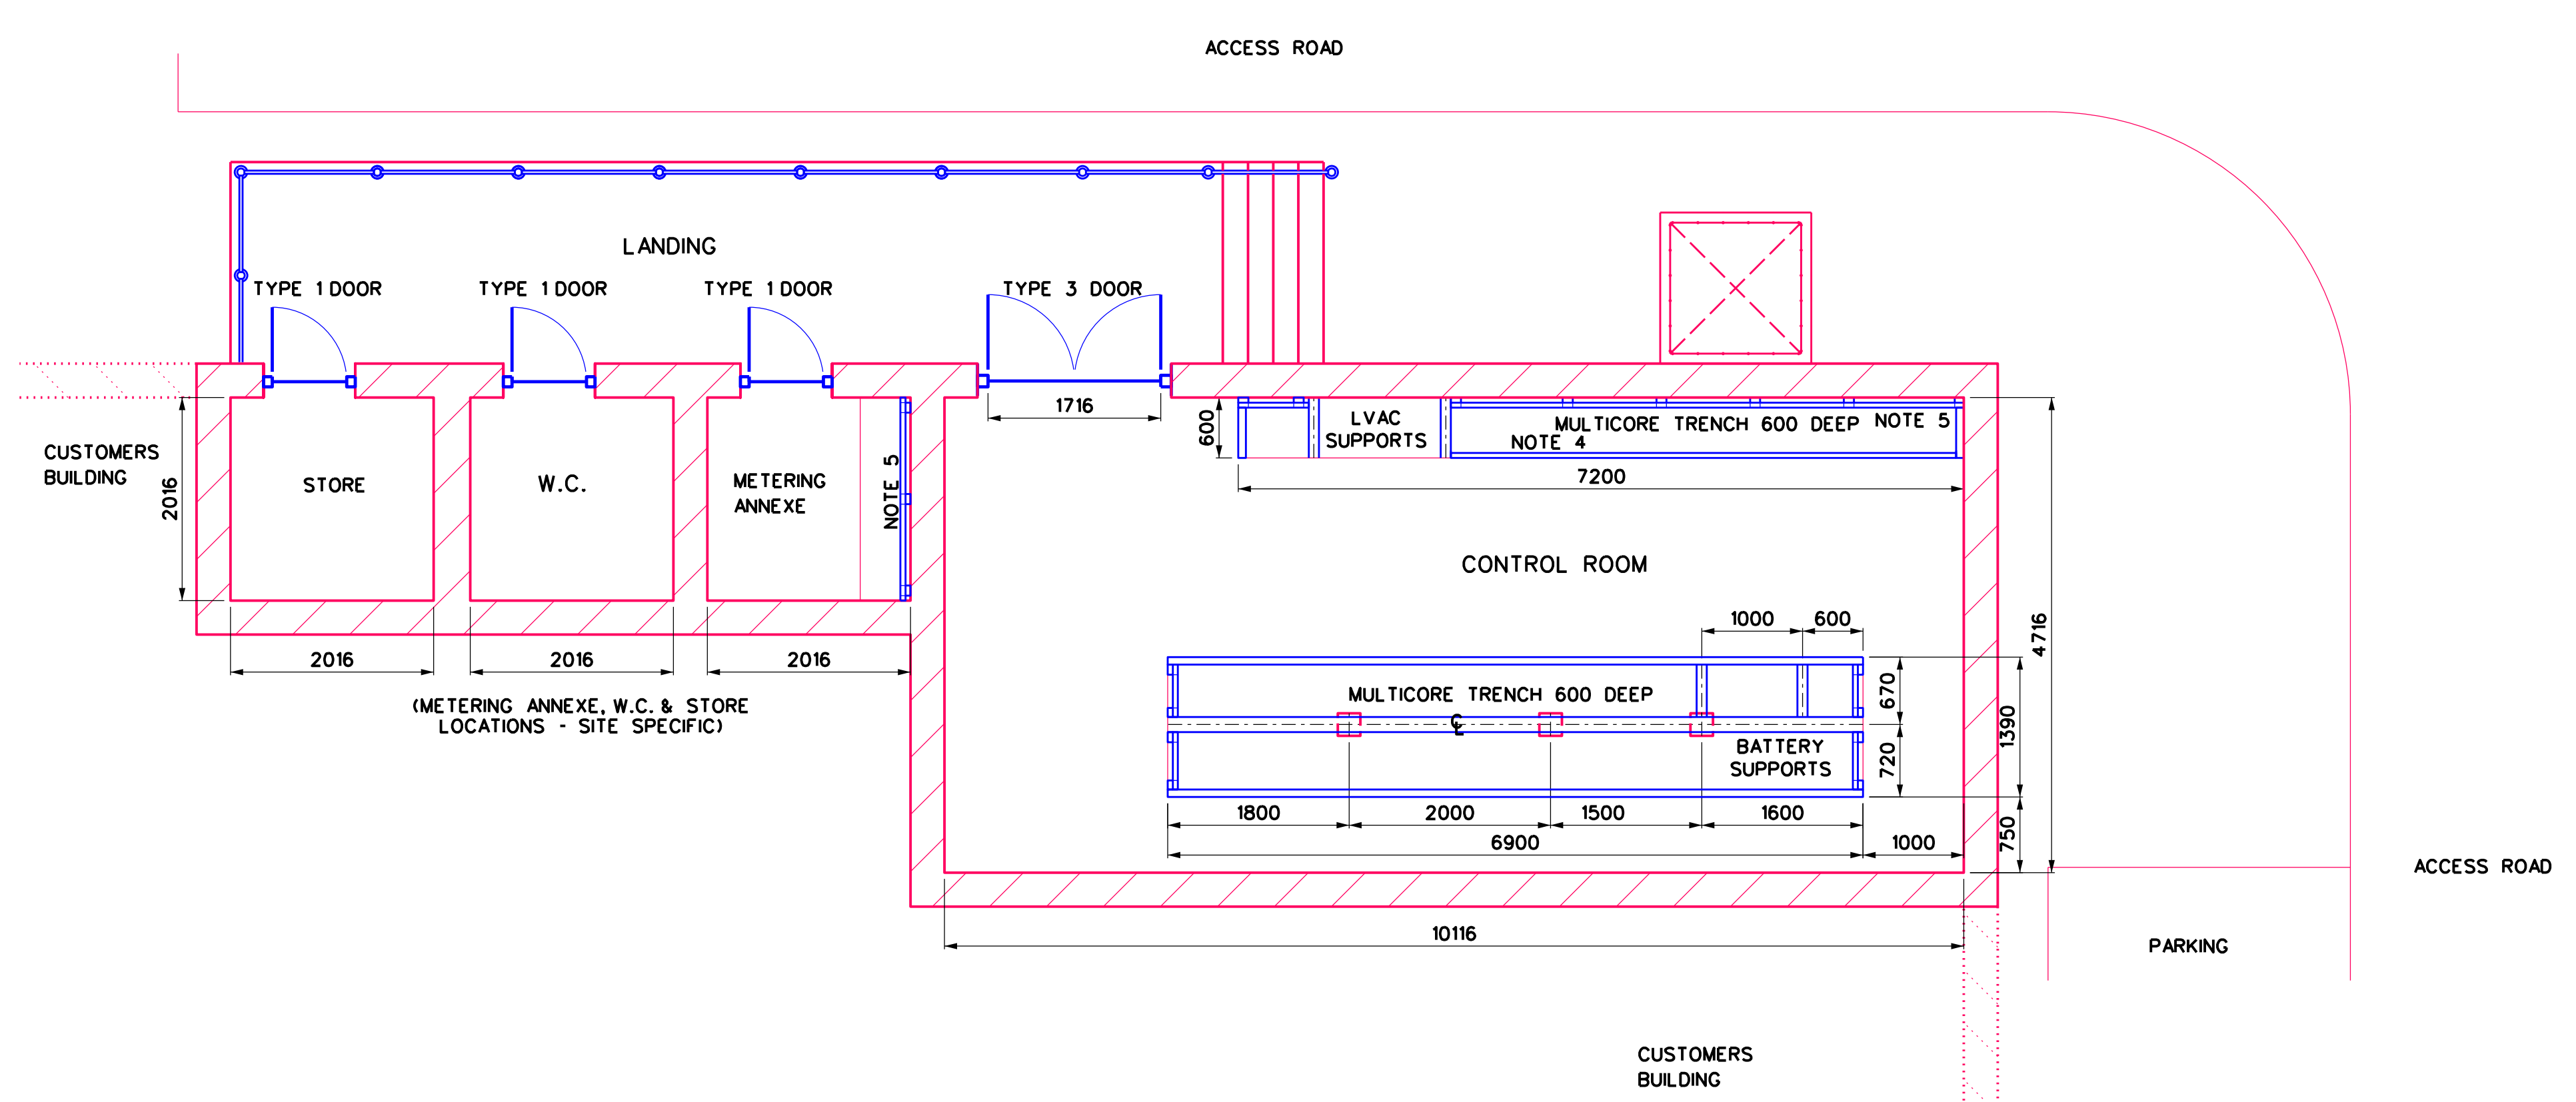 ACCESS ROAD
LANDING
TYPE 1 DOOR
TYPE 1 DOOR
TYPE 1 DOOR
TYPE 3 DOOR
1716
600
LVAC
SUPPORTS
MULTICORE TRENCH 600 DEEP
NOTE 5
NOTE 4
7200
CUSTOMERS
BUILDING
2016
STORE
W.C.
METERING
ANNEXE
NOTE 5
CONTROL ROOM
4716
2016
2016
2016
(METERING ANNEXE, W.C. & STORE
LOCATIONS - SITE SPECIFIC)
1000
600
MULTICORE TRENCH 600 DEEP
670
1390
720
BATTERY
SUPPORTS
1800
2000
1500
1600
6900
1000
750
10116
ACCESS ROAD
PARKING
CUSTOMERS
BUILDING